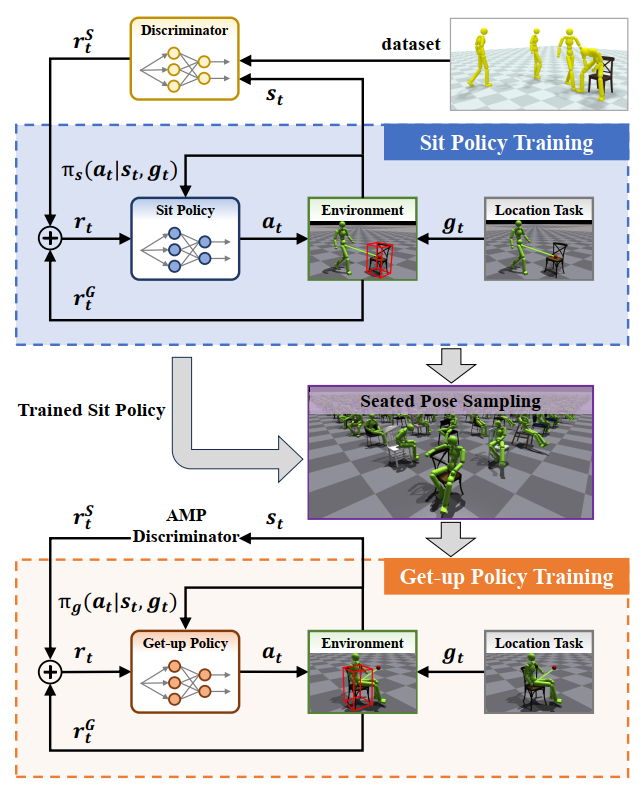 Discriminator
r_t^S
dataset
s_t
Sit Policy Training
π_s(a_t|s_t, g_t)
Sit Policy
Environment
Location Task
r_t
a_t
g_t
r_t^G
Trained Sit Policy
Seated Pose Sampling
r_t^S
AMP
Discriminator
s_t
Get-up Policy Training
π_g(a_t|s_t, g_t)
Get-up Policy
Environment
Location Task
r_t
a_t
g_t
r_t^G